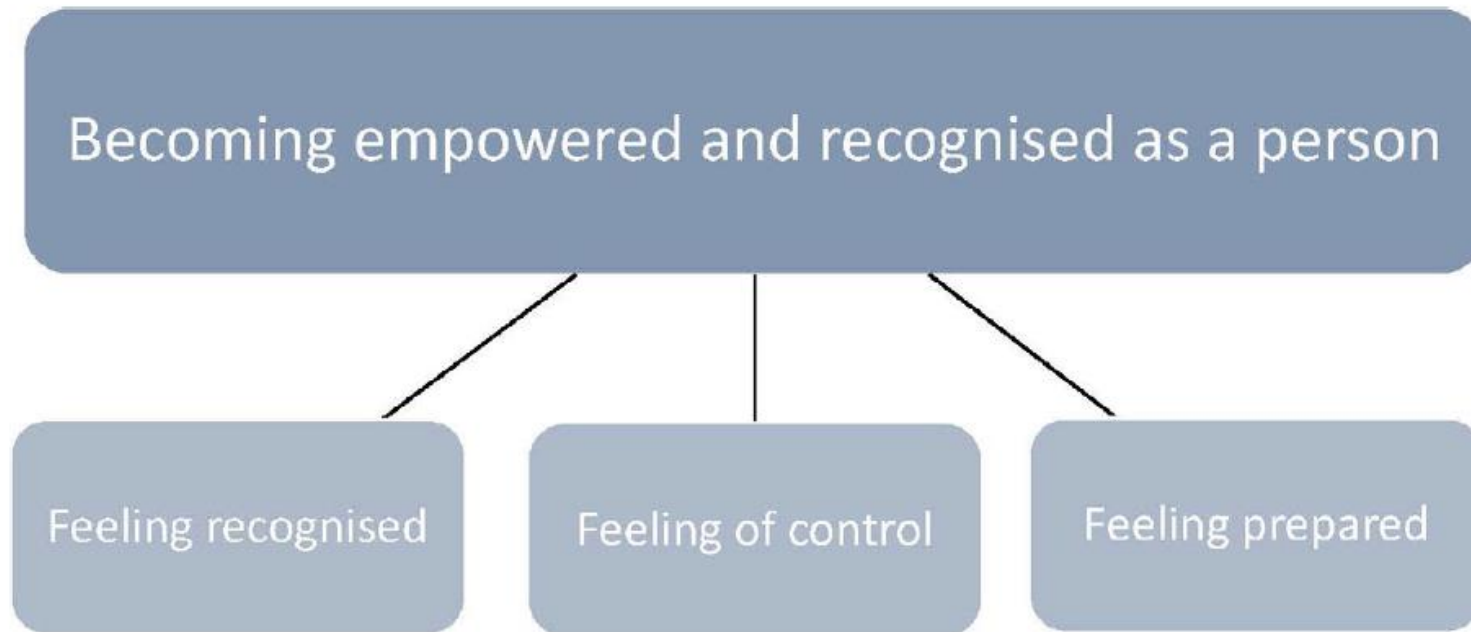 Becoming empowered and recognised as a person
Feeling recognised
Feeling of control
Feeling prepared